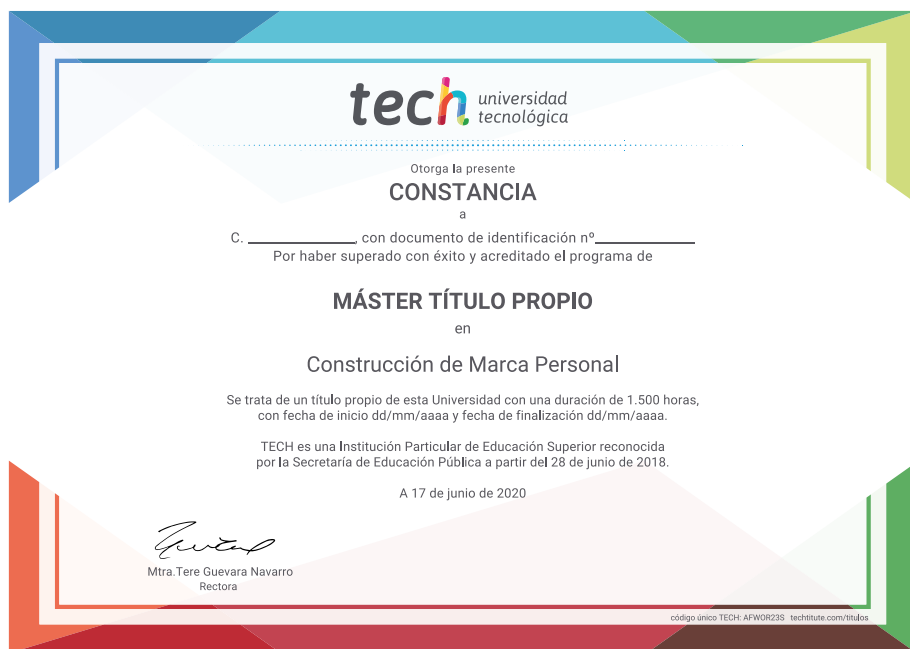 tech universidad
tecnológica
Otorga la presente
CONSTANCIA
a
C. ____________, con documento de identificación nº___________
Por haber superado con éxito y acreditado el programa de
MÁSTER TÍTULO PROPIO
en
Construcción de Marca Personal
Se trata de un título propio de esta Universidad con una duración de 1.500 horas,
con fecha de inicio dd/mm/aaaa y fecha de finalización dd/mm/aaaa.
TECH es una Institución Particular de Educación Superior reconocida
por la Secretaría de Educación Pública a partir del 28 de junio de 2018.
A 17 de junio de 2020
Mtra.Tere Guevara Navarro
Rectora
código único TECH: AFWOR23S techtitute.com/titulos